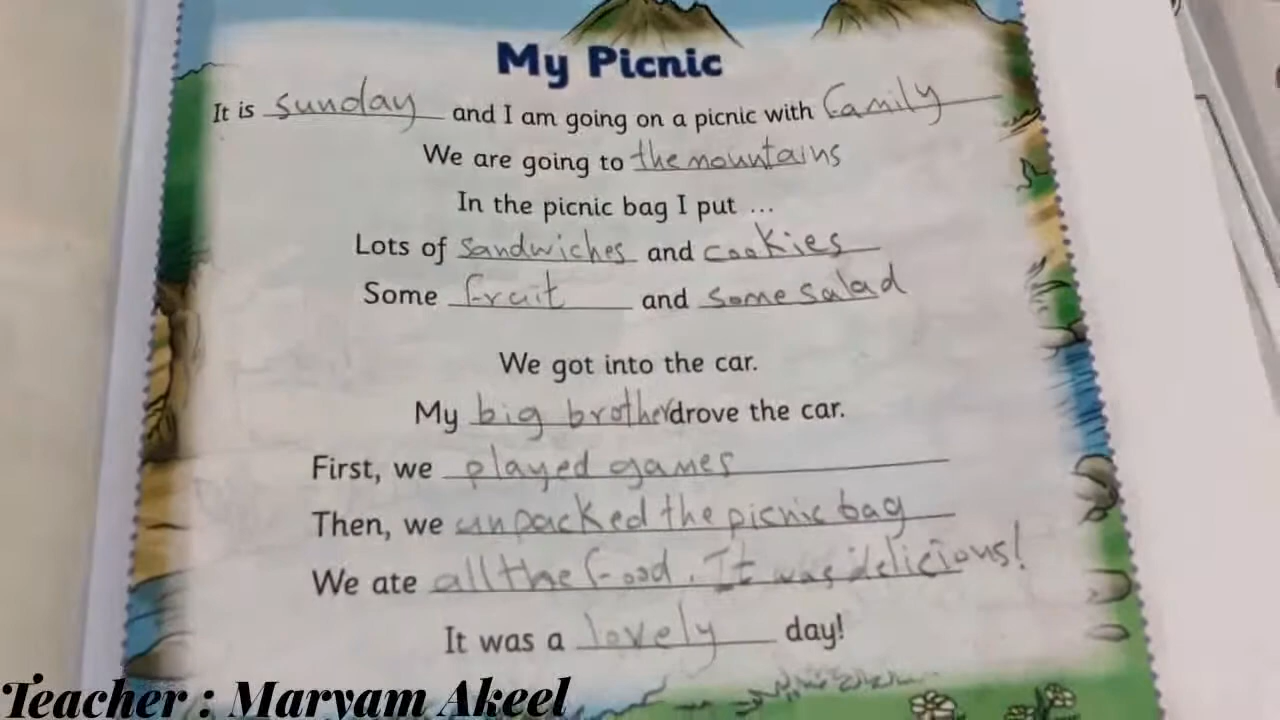 My Picnic
It is sunday and I am going on a picnic with family
We are going to the mountains
In the picnic bag I put ...
Lots of sandwiches and cookies
Some fruit and some salad
We got into the car.
My big brother drove the car.
First, we played games
Then, we unpacked the picnic bag
We ate all the food. It was delicious!
It was a lovely day!
Teacher : Maryam Akeel